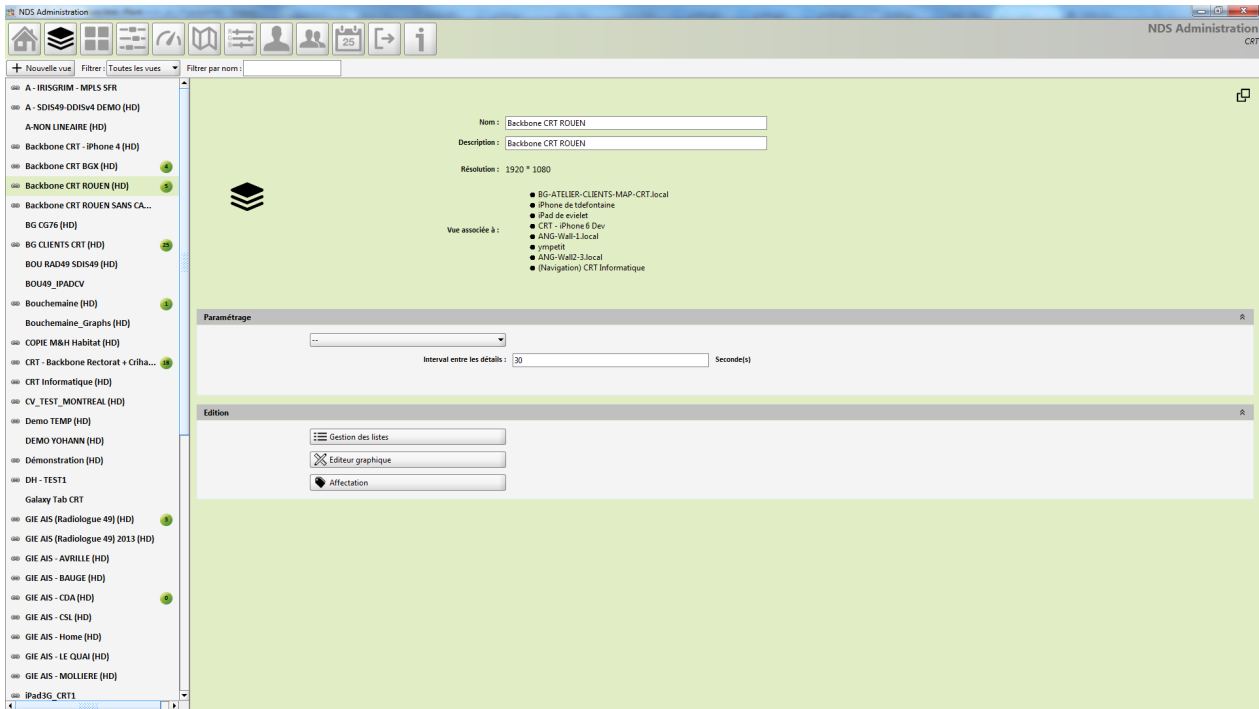 NDS Administration
NDS Administration
CRT
25
Nouvelle vue
Filtrer : Toutes les vues
Filtrer par nom :
A - IRISGRIM - MPLS SFR
A - SDIS49-DDISv4 DEMO (HD)
A-NON LINEAIRE (HD)
Backbone CRT - iPhone 4 (HD)
Backbone CRT BGX (HD) 4
Backbone CRT ROUEN (HD) 5
Backbone CRT ROUEN SANS CA...
BG CG76 (HD)
BG CLIENTS CRT (HD) 25
BOU RAD49 SDIS49 (HD)
BOU49_IPADCV
Bouchemaine (HD) 1
Bouchemaine_Graphs (HD)
COPIE M&H Habitat (HD)
CRT - Backbone Rectorat + Criha... 18
CRT Informatique (HD)
CV_TEST_MONTREAL (HD)
Demo TEMP (HD)
DEMO YOHANN (HD)
Démonstration (HD)
DH - TEST1
Galaxy Tab CRT
GIE AIS (Radiologue 49) (HD) 3
GIE AIS (Radiologue 49) 2013 (HD)
GIE AIS - AVRILLE (HD)
GIE AIS - BAUGE (HD)
GIE AIS - CDA (HD) 0
GIE AIS - CSL (HD)
GIE AIS - Home (HD)
GIE AIS - LE QUAI (HD)
GIE AIS - MOLLIERE (HD)
iPad3G_CRT1
Nom : Backbone CRT ROUEN
Description : Backbone CRT ROUEN
Résolution : 1920 * 1080
Vue associée à :
BG-ATELIER-CLIENTS-MAP-CRT.local
iPhone de tdefontaine
iPad de evielet
CRT - iPhone 6 Dev
ANG-Wall-1.local
ympetit
ANG-Wall2-3.local
(Navigation) CRT Informatique
Paramétrage
--
Interval entre les détails : 30 Seconde(s)
Edition
Gestion des listes
Editeur graphique
Affectation